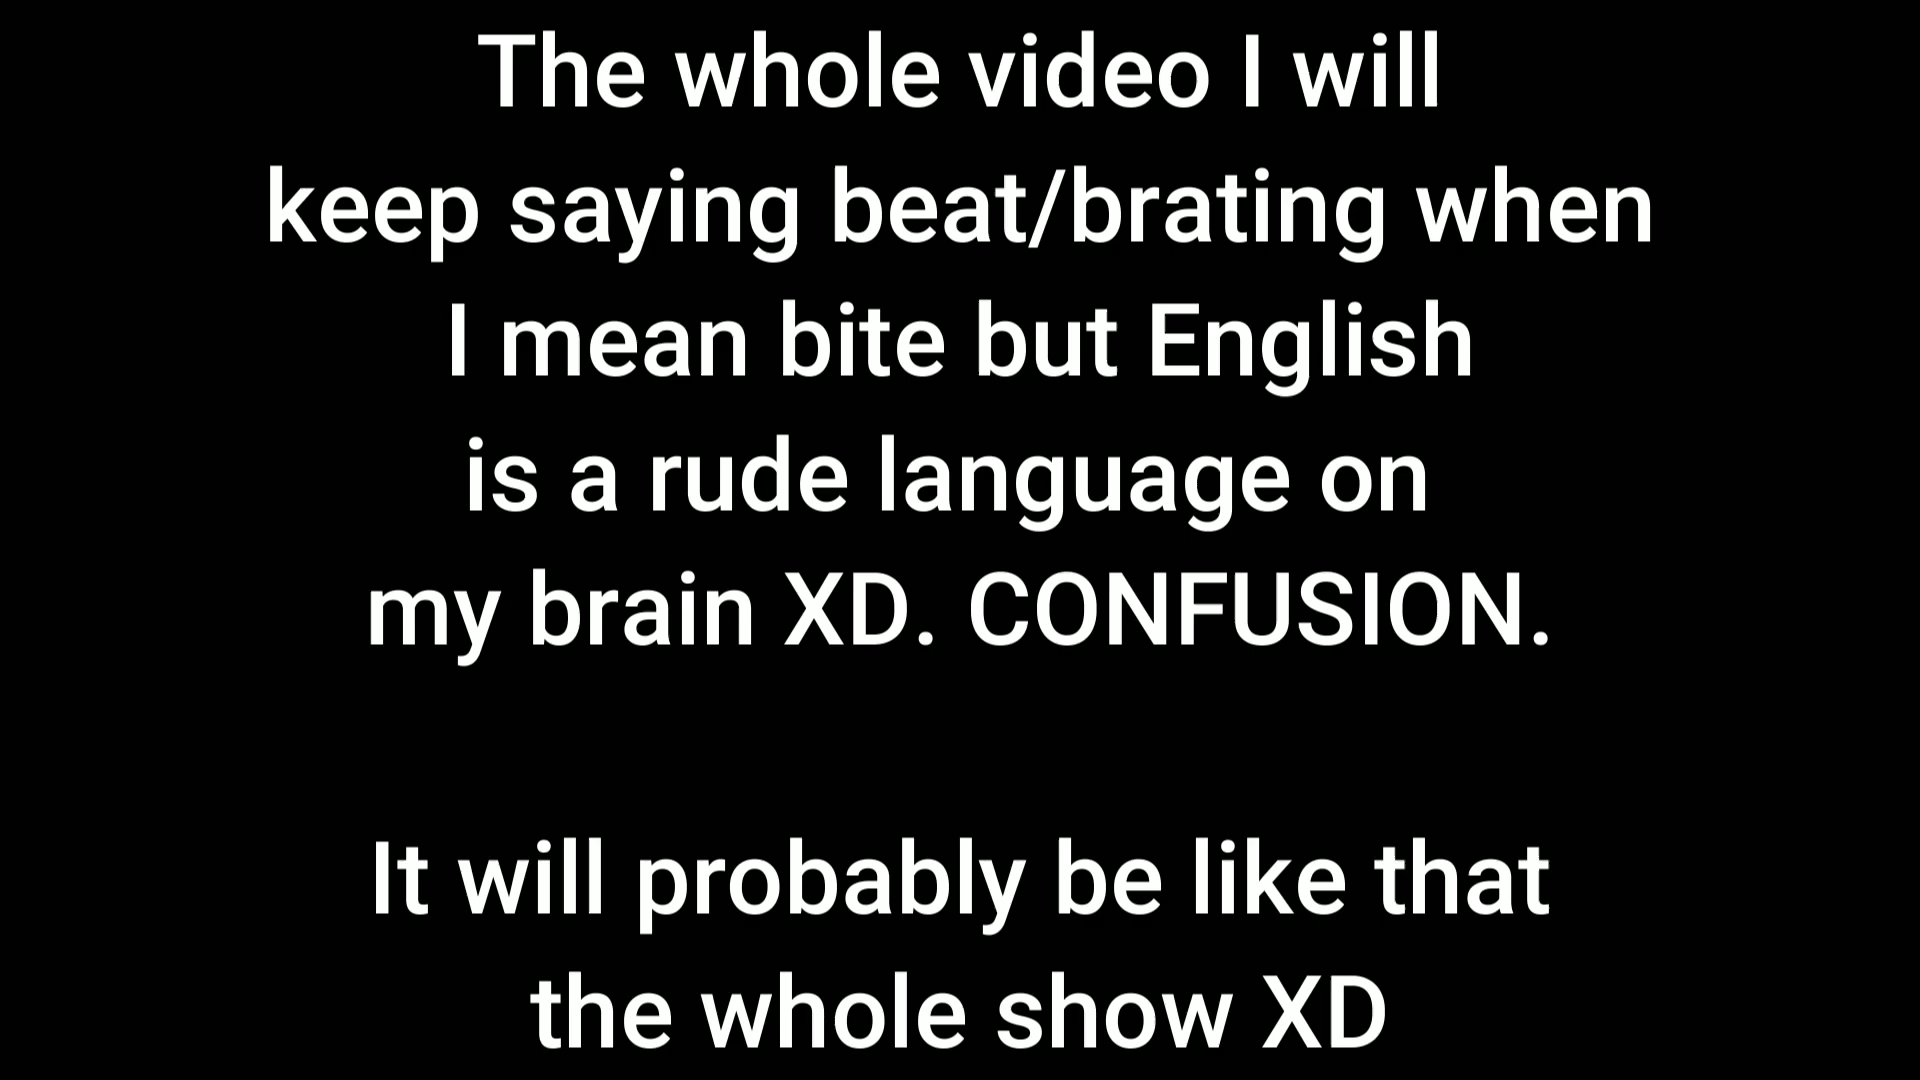 The whole video I will
keep saying beat/brating when
I mean bite but English
is a rude language on
my brain XD. CONFUSION.
It will probably be like that
the whole show XD